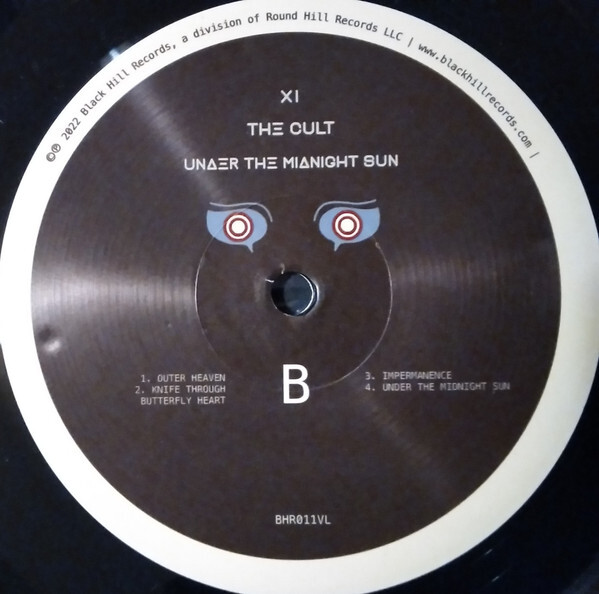 ©℗ 2022 Black Hill Records, a division of Round Hill Records LLC | www.blackhillrecords.com |
XI
THE CULT
UNDER THE MIDNIGHT SUN
1. OUTER HEAVEN
2. KNIFE THROUGH
BUTTERFLY HEART
B
3. IMPERMANENCE
4. UNDER THE MIDNIGHT SUN
BHR011VL